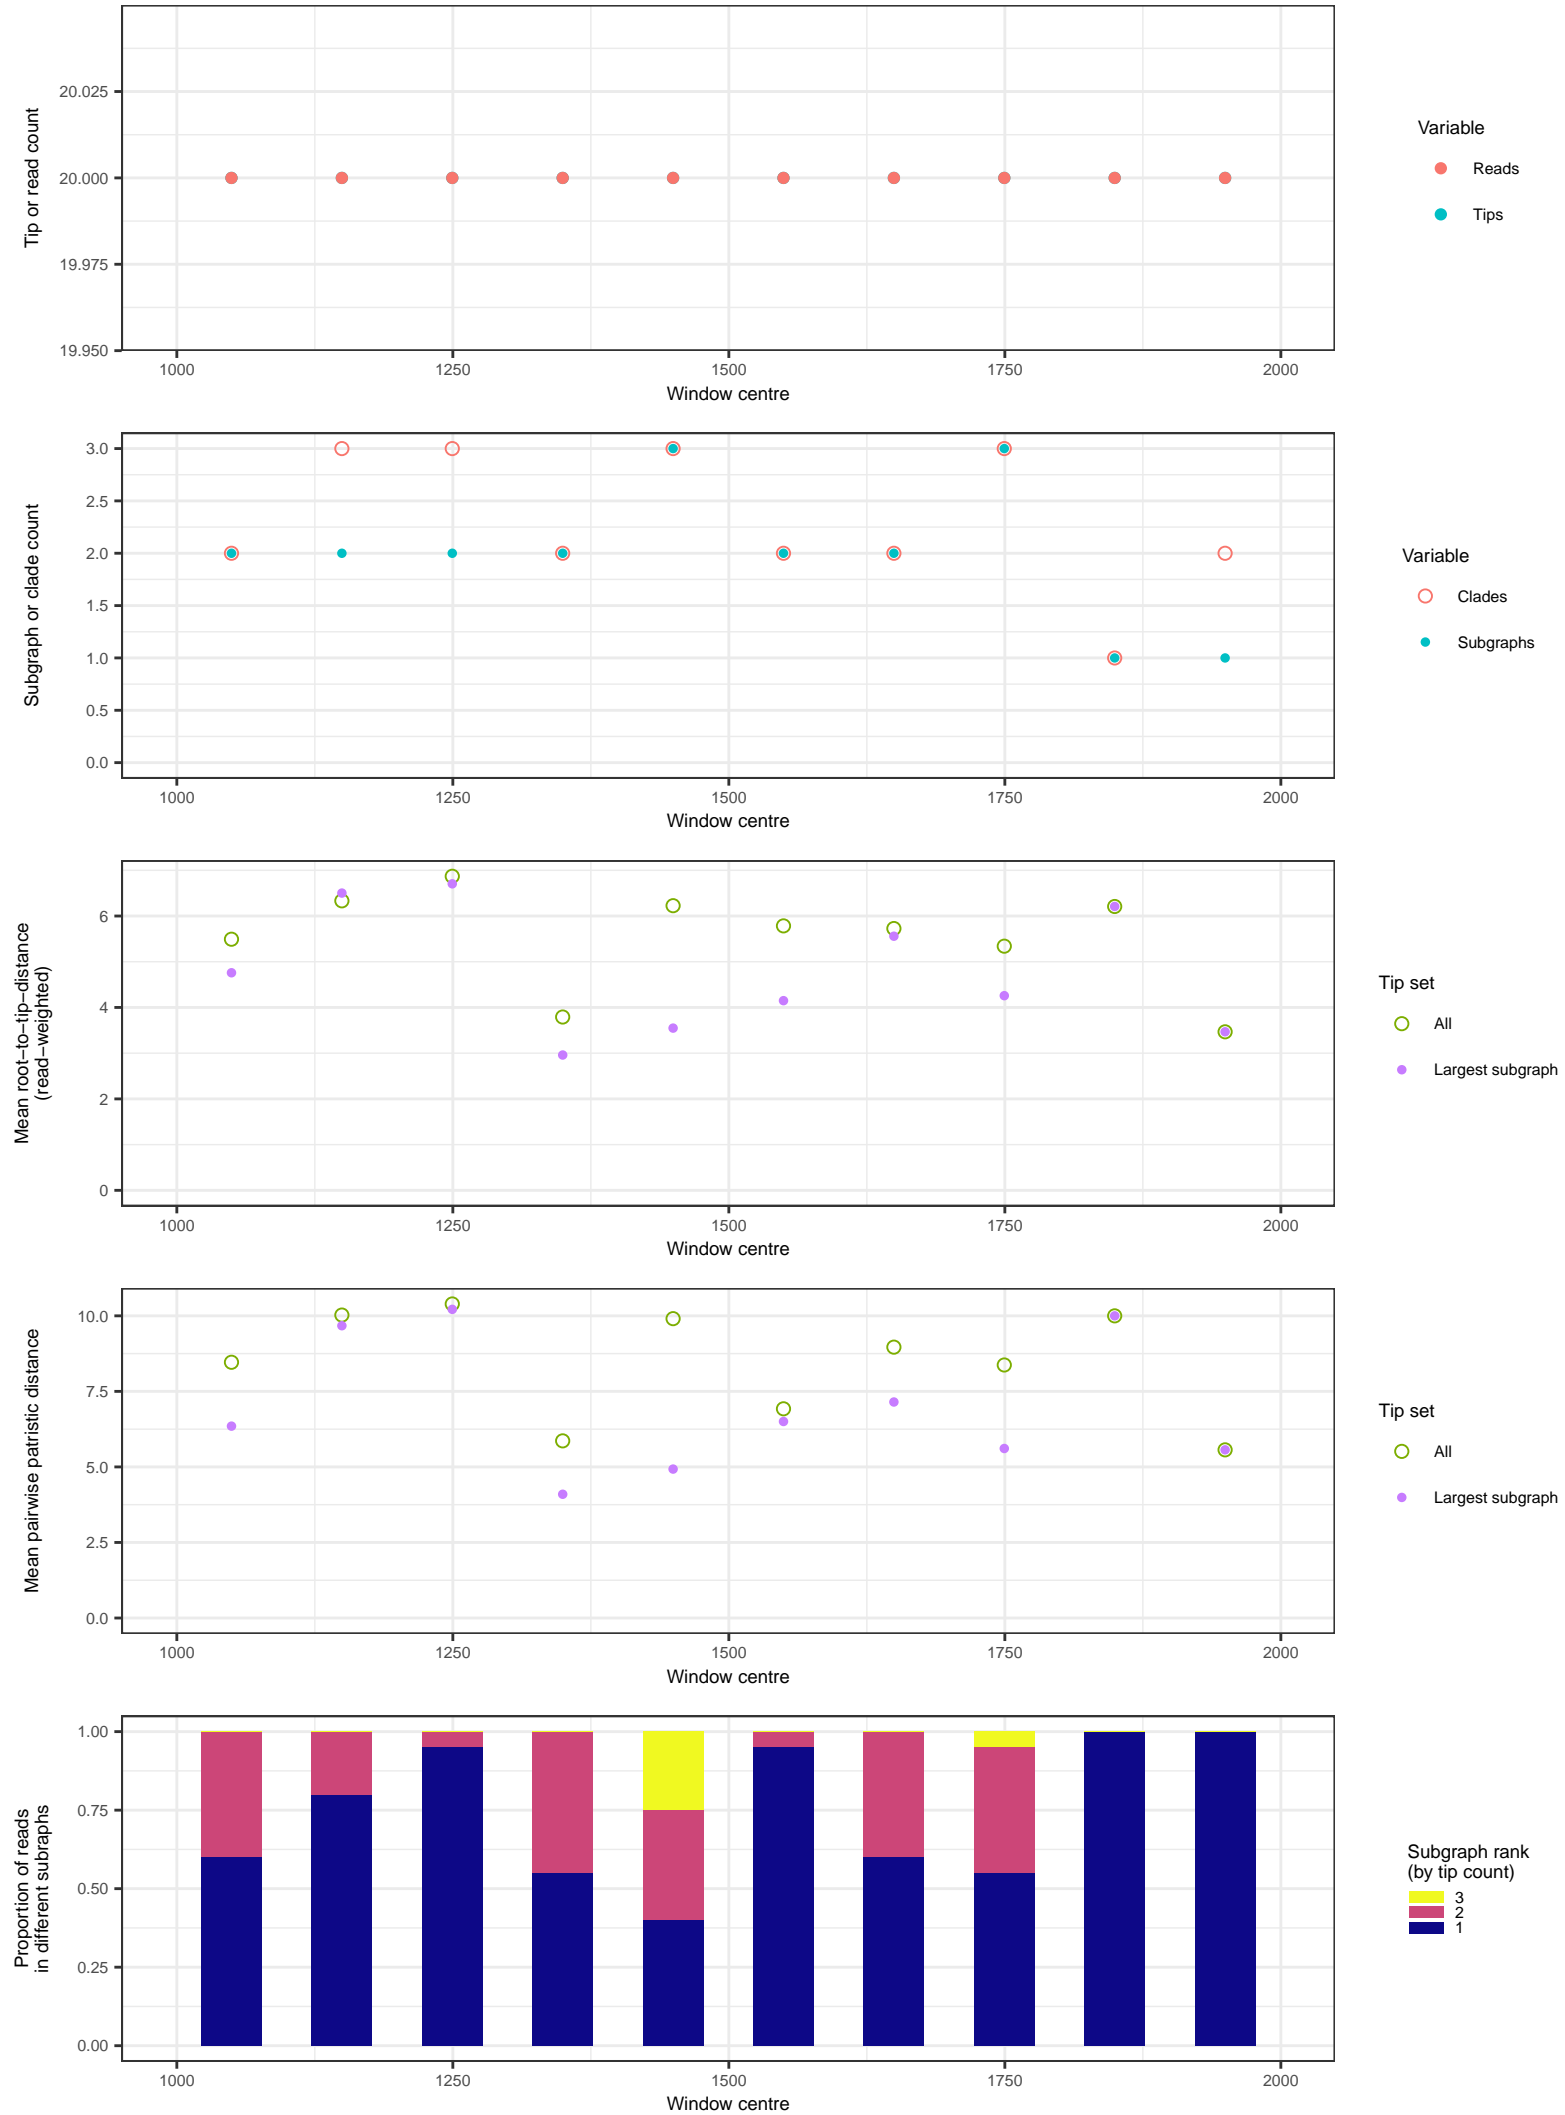 20.025
20.000
19.975
19.950
Tip or read count
1000 1250 1500 1750 2000
Window centre
Variable
Reads
Tips
3.0
2.5
2.0
1.5
1.0
0.5
0.0
Subgraph or clade count
1000 1250 1500 1750 2000
Window centre
Variable
Clades
Subgraphs
6
4
2
0
Mean root−to−tip−distance
(read−weighted)
1000 1250 1500 1750 2000
Window centre
Tip set
All
Largest subgraph
10.0
7.5
5.0
2.5
0.0
Mean pairwise patristic distance
1000 1250 1500 1750 2000
Window centre
Tip set
All
Largest subgraph
1.00
0.75
0.50
0.25
0.00
Proportion of reads
in different subraphs
1000 1250 1500 1750 2000
Window centre
Subgraph rank
(by tip count)
3
2
1